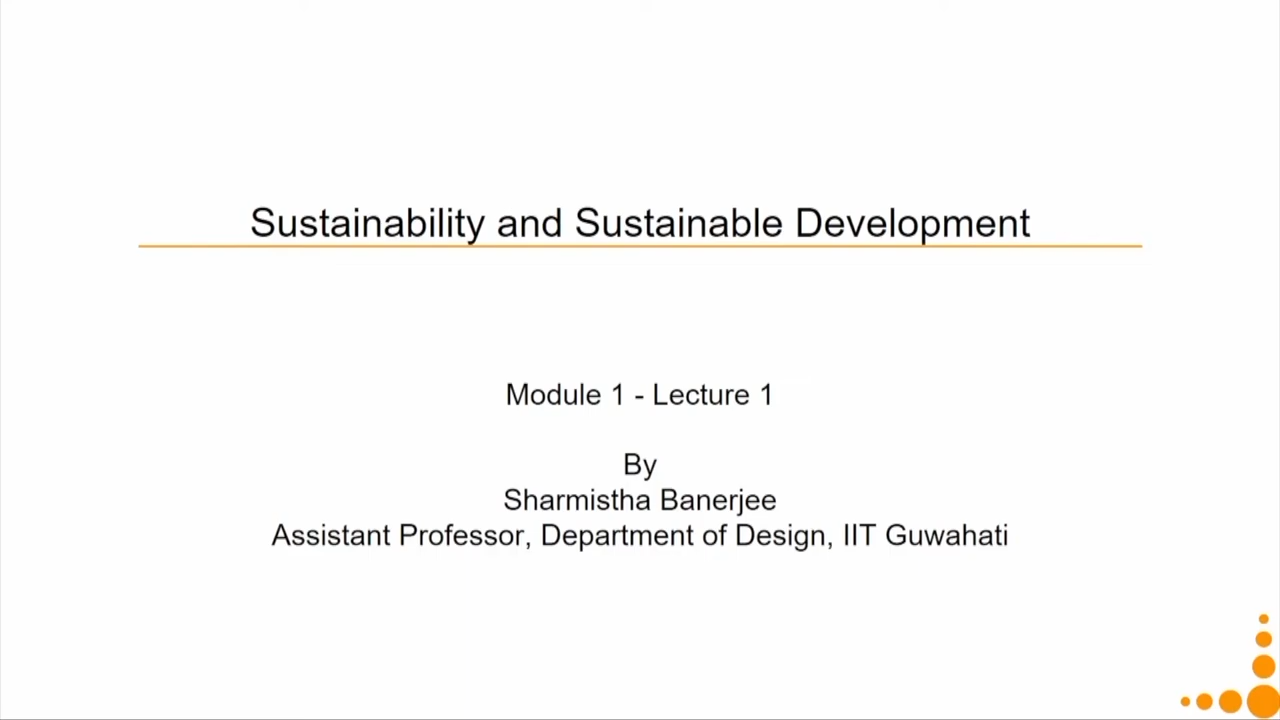 Sustainability and Sustainable Development
Module 1 - Lecture 1
By
Sharmistha Banerjee
Assistant Professor, Department of Design, IIT Guwahati